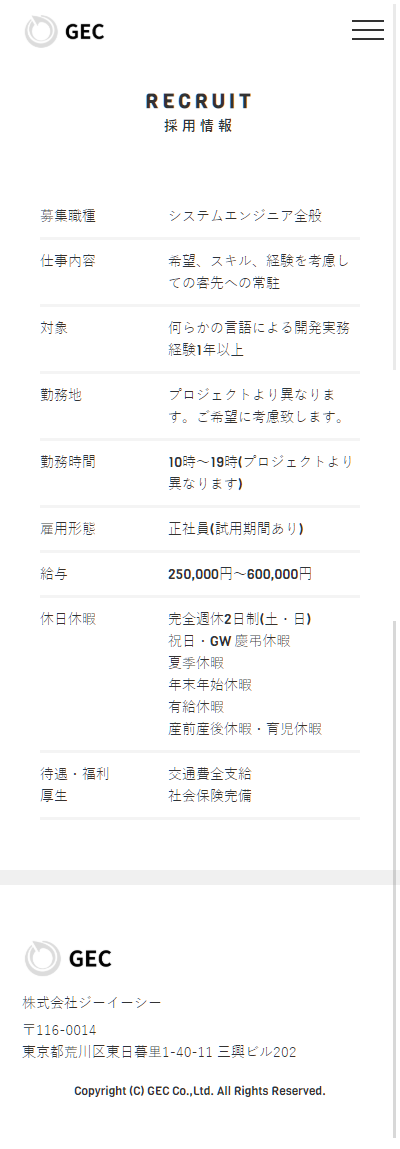 GEC
RECRUIT
採用情報
募集職種 システムエンジニア全般
仕事内容 希望、スキル、経験を考慮し
ての客先への常駐
対象 何らかの言語による開発実務
経験1年以上
勤務地 プロジェクトより異なりま
す。ご希望に考慮致します。
勤務時間 10時〜19時(プロジェクトより
異なります)
雇用形態 正社員(試用期間あり)
給与 250,000円〜600,000円
休日休暇 完全週休2日制(土・日)
祝日・GW 慶弔休暇
夏季休暇
年末年始休暇
有給休暇
産前産後休暇・育児休暇
待遇・福利 交通費全支給
厚生 社会保険完備
GEC
株式会社ジーイーシー
〒116-0014
東京都荒川区東日暮里1-40-11 三興ビル202
Copyright (C) GEC Co.,Ltd. All Rights Reserved.